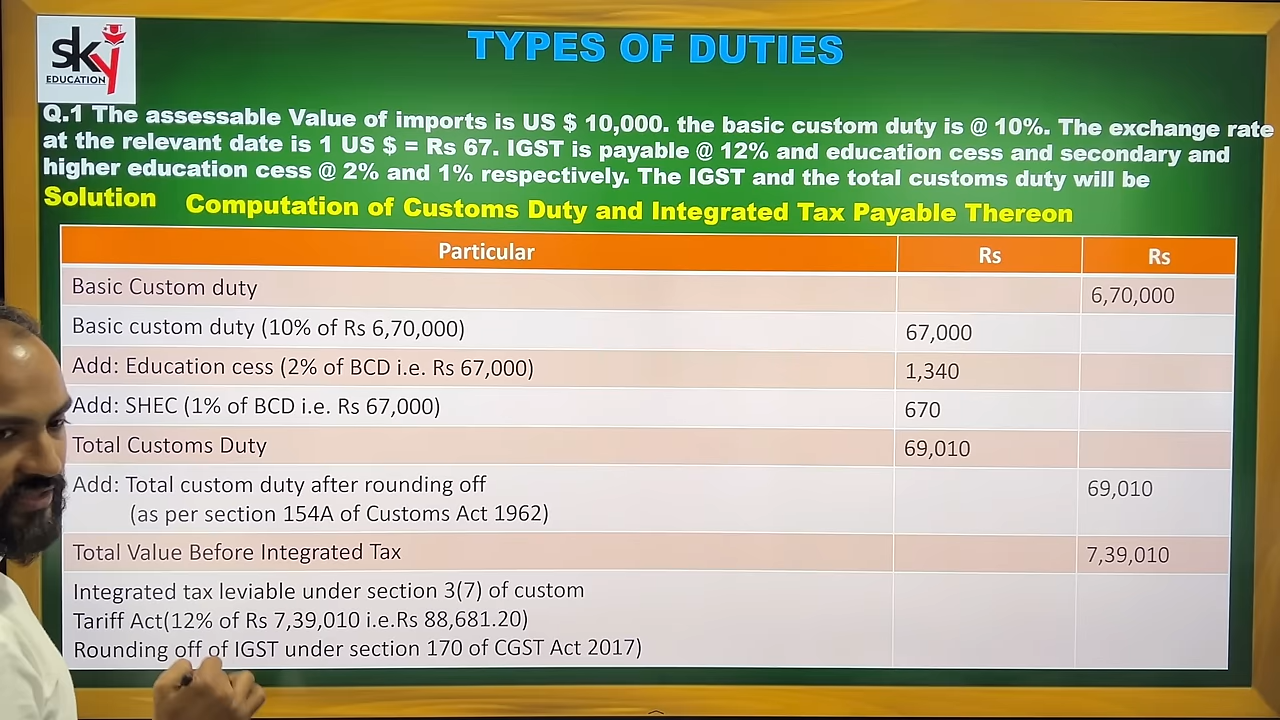 sky
EDUCATION
TYPES OF DUTIES
Q.1 The assessable Value of imports is US $ 10,000. the basic custom duty is @ 10%. The exchange rate
at the relevant date is 1 US $ = Rs 67. IGST is payable @ 12% and education cess and secondary and
higher education cess @ 2% and 1% respectively. The IGST and the total customs duty will be
Solution Computation of Customs Duty and Integrated Tax Payable Thereon
Particular Rs Rs
Basic Custom duty 6,70,000
Basic custom duty (10% of Rs 6,70,000) 67,000
Add: Education cess (2% of BCD i.e. Rs 67,000) 1,340
Add: SHEC (1% of BCD i.e. Rs 67,000) 670
Total Customs Duty 69,010
Add: Total custom duty after rounding off 69,010
(as per section 154A of Customs Act 1962)
Total Value Before Integrated Tax 7,39,010
Integrated tax leviable under section 3(7) of custom
Tariff Act(12% of Rs 7,39,010 i.e.Rs 88,681.20)
Rounding off of IGST under section 170 of CGST Act 2017)